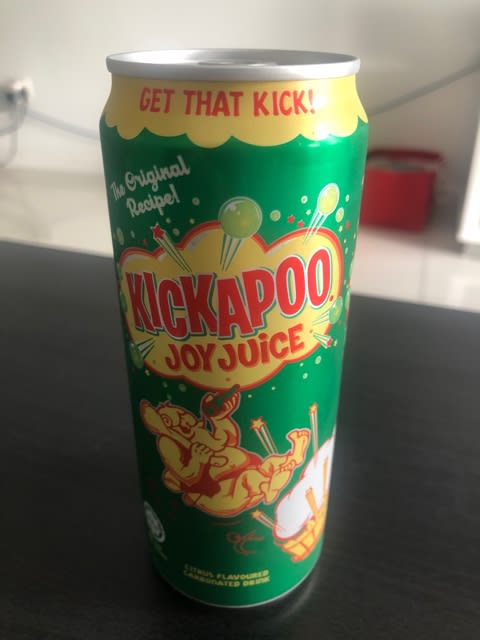 GET THAT KICK!
The Original
Recipe!
KICKAPOO
JOY JUICE
CITRUS FLAVOURED
CARBONATED DRINK